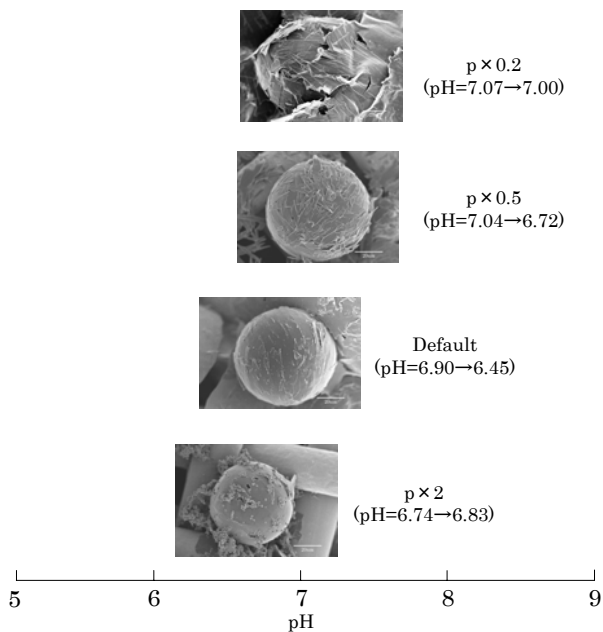 p×0.2
(pH=7.07→7.00)
p×0.5
(pH=7.04→6.72)
Default
(pH=6.90→6.45)
p×2
(pH=6.74→6.83)
5 6 7 8 9
pH